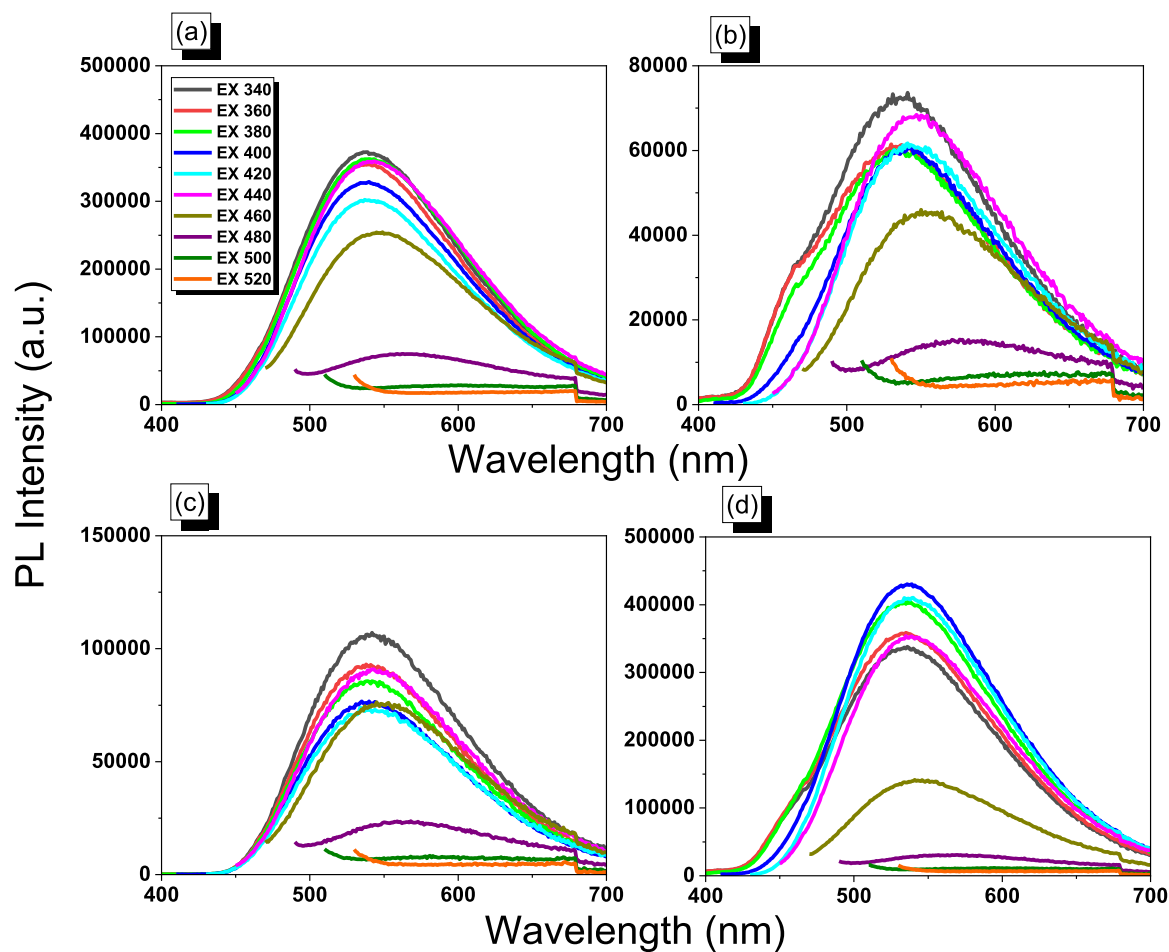 (a)
500000
400000
300000
200000
100000
0
400
500
600
700
EX 340
EX 360
EX 380
EX 400
EX 420
EX 440
EX 460
EX 480
EX 500
EX 520
(b)
80000
60000
40000
20000
0
400
500
600
700
Wavelength (nm)
PL Intensity (a.u.)
(c)
150000
100000
50000
0
400
500
600
700
(d)
500000
400000
300000
200000
100000
0
400
500
600
700
Wavelength (nm)